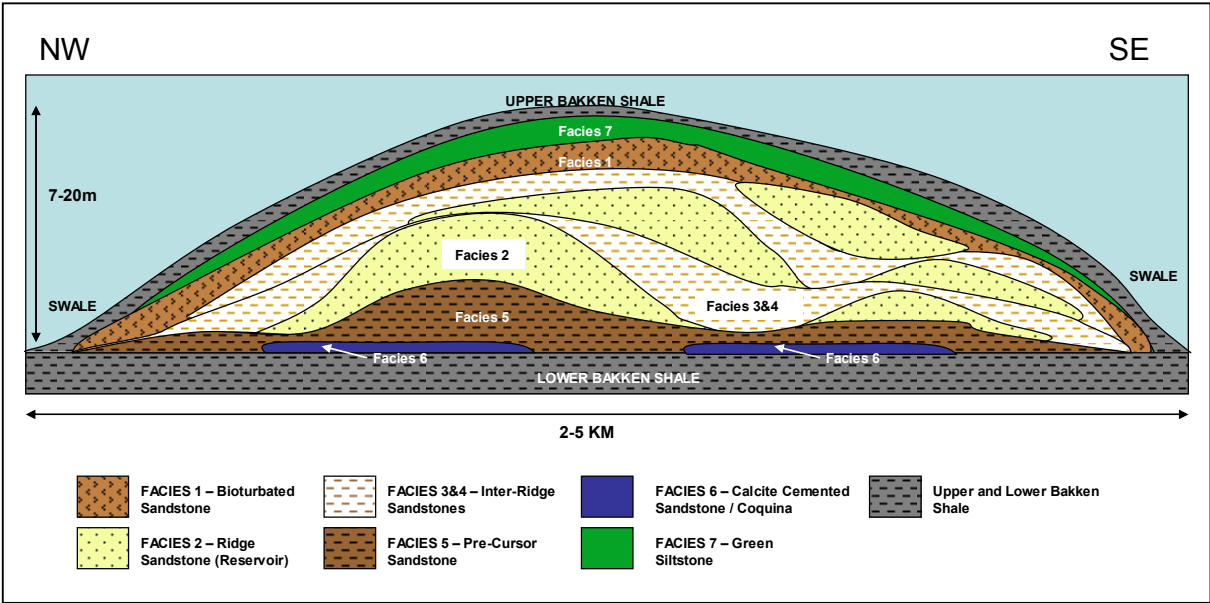 NW
SE
UPPER BAKKEN SHALE
Facies 7
Facies 1
7-20m
Facies 2
SWALE
SWALE
Facies 3&4
Facies 5
Facies 6
Facies 6
LOWER BAKKEN SHALE
2-5 KM
FACIES 1 – Bioturbated
Sandstone
FACIES 3&4 – Inter-Ridge
Sandstones
FACIES 6 – Calcite Cemented
Sandstone / Coquina
Upper and Lower Bakken
Shale
FACIES 2 – Ridge
Sandstone (Reservoir)
FACIES 5 – Pre-Cursor
Sandstone
FACIES 7 – Green
Siltstone